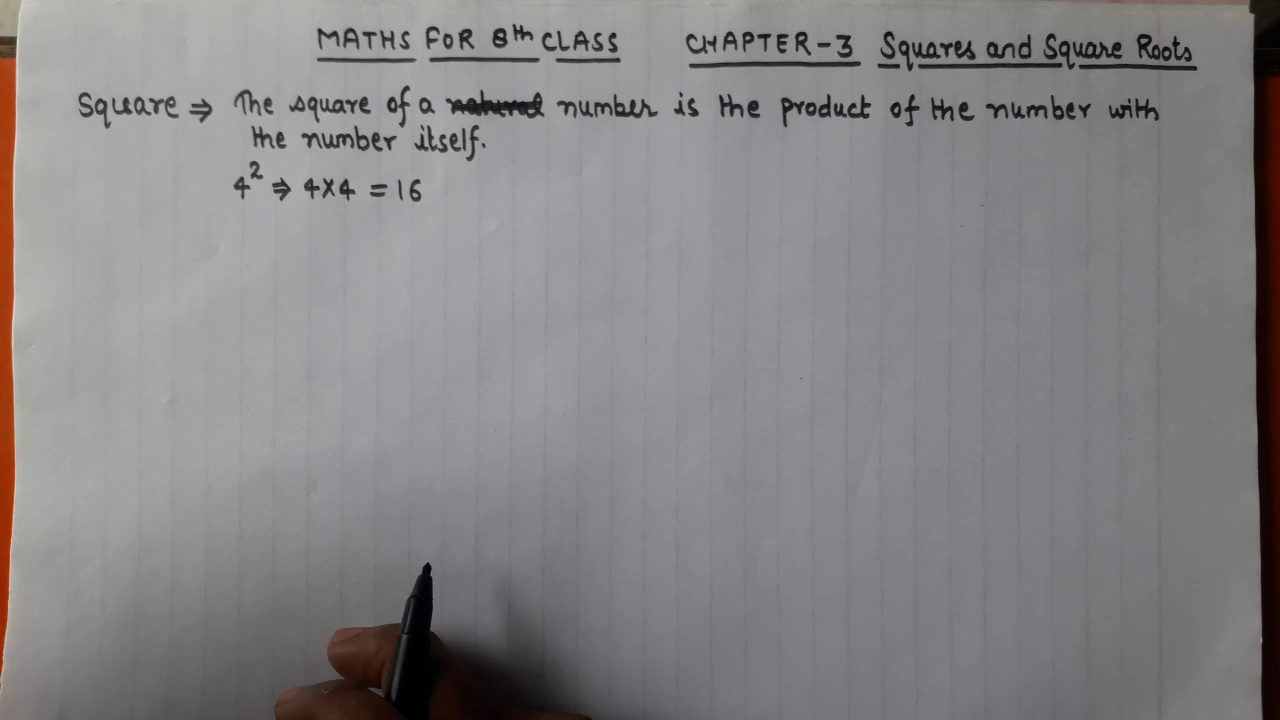 MATHS FOR 8th CLASS CHAPTER-3 Squares and Square Roots
Square ⇒ The square of a natural number is the product of the number with
the number itself.
4² ⇒ 4×4 = 16